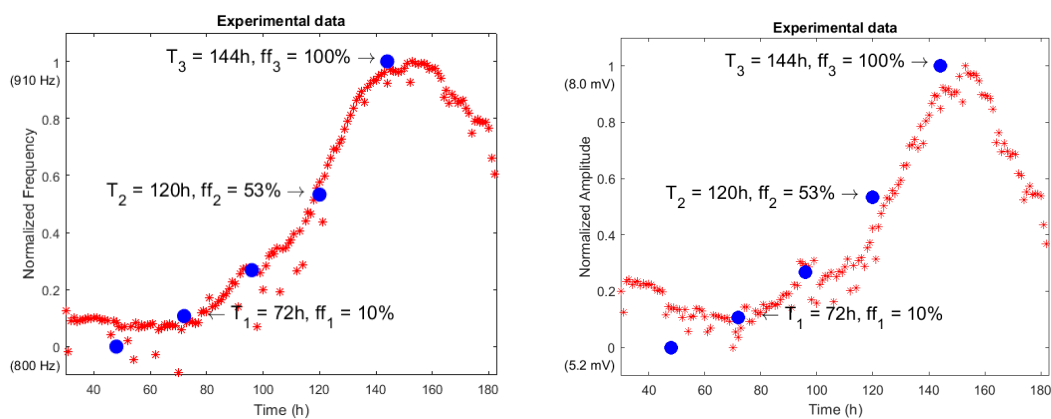 Experimental data
T3 = 144h, ff3 = 100% →
T2 = 120h, ff2 = 53% →
← T1 = 72h, ff1 = 10%
Normalized Frequency
1
(910 Hz)
0.8
0.6
0.4
0.2
0
(800 Hz)
40 60 80 100 120 140 160 180
Time (h)
Experimental data
T3 = 144h, ff3 = 100% →
T2 = 120h, ff2 = 53% →
← T1 = 72h, ff1 = 10%
Normalized Amplitude
1
(8.0 mV)
0.8
0.6
0.4
0.2
0
(5.2 mV)
40 60 80 100 120 140 160 180
Time (h)